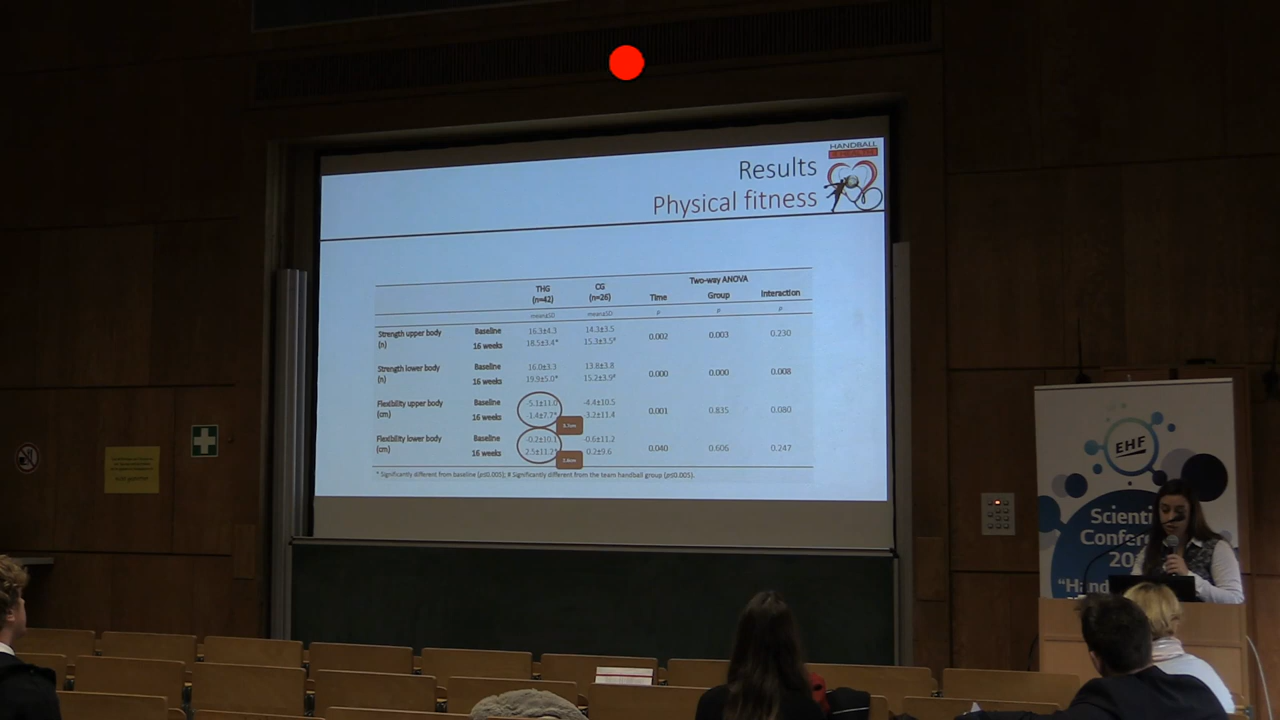 HANDBALL
Results
Physical fitness
THG CG Two-way ANOVA
(n=42) (n=26) Time Group Interaction
mean±SD mean±SD p p p
Strength upper body Baseline 16.3±4.3 14.3±3.5
(n) 16 weeks 18.5±3.4* 15.3±3.5# 0.002 0.003 0.230
Strength lower body Baseline 16.0±3.3 13.8±3.8
(n) 16 weeks 19.9±5.0* 15.2±3.9# 0.000 0.000 0.008
Flexibility upper body Baseline -5.1±11.0 -4.4±10.5
(cm) 16 weeks -1.4±7.7* -3.2±11.4 0.001 0.835 0.080
Flexibility lower body Baseline -0.2±10.1 -0.6±11.2
(cm) 16 weeks 2.5±11.2* 0.2±9.6 0.040 0.606 0.247
* Significantly different from baseline (p≤0.005); # Significantly different from the team handball group (p≤0.005).
EHF
Scienti
Confer
20
"Hand